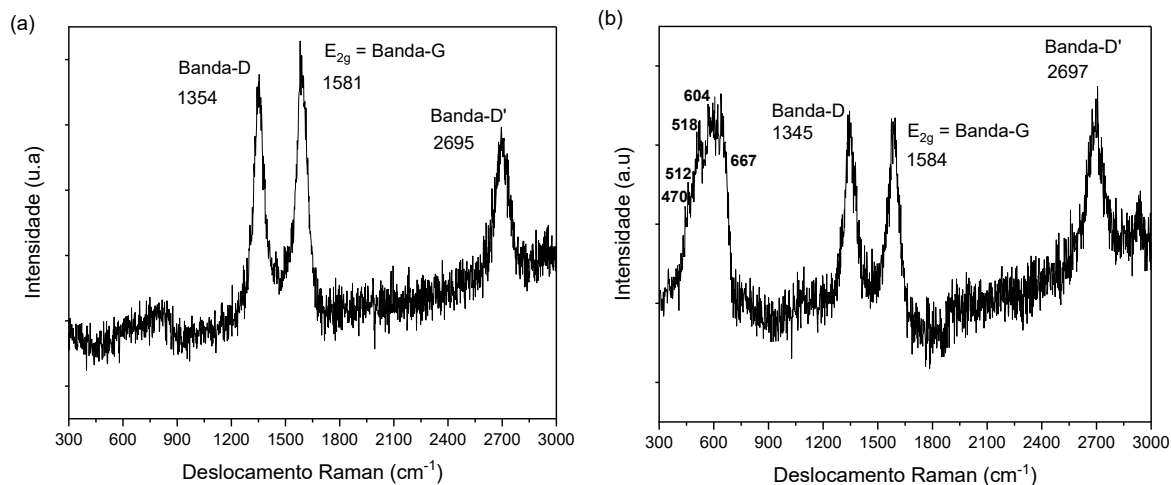 (a)
Intensidade (u.a)
Banda-D
1354
E2g = Banda-G
1581
Banda-D'
2695
300 600 900 1200 1500 1800 2100 2400 2700 3000
Deslocamento Raman (cm-1)
(b)
Intensidade (a.u)
470
512
518
604
667
Banda-D
1345
E2g = Banda-G
1584
Banda-D'
2697
300 600 900 1200 1500 1800 2100 2400 2700 3000
Deslocamento Raman (cm-1)